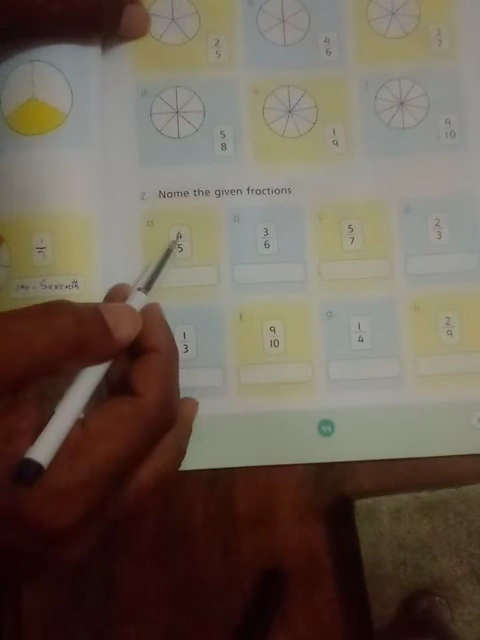 2/5 4/6 3/7
d. e.
5/8 1/9 9/10
2. Name the given fractions
a. b. c. d.
4/5 3/6 5/7 2/3
1/7
one - Seventh
f. g. h.
1/3 9/10 1/4 2/9